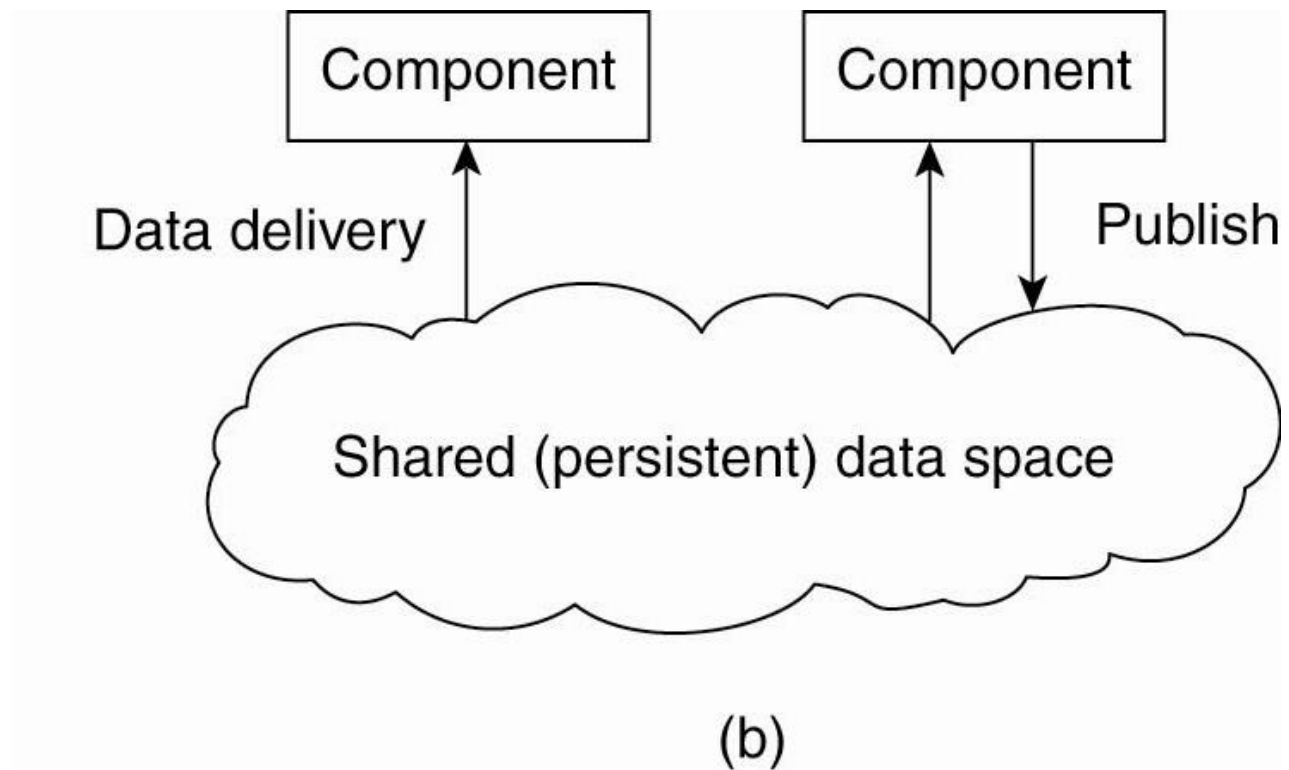 Component
Component
Data delivery
Publish
Shared (persistent) data space
(b)